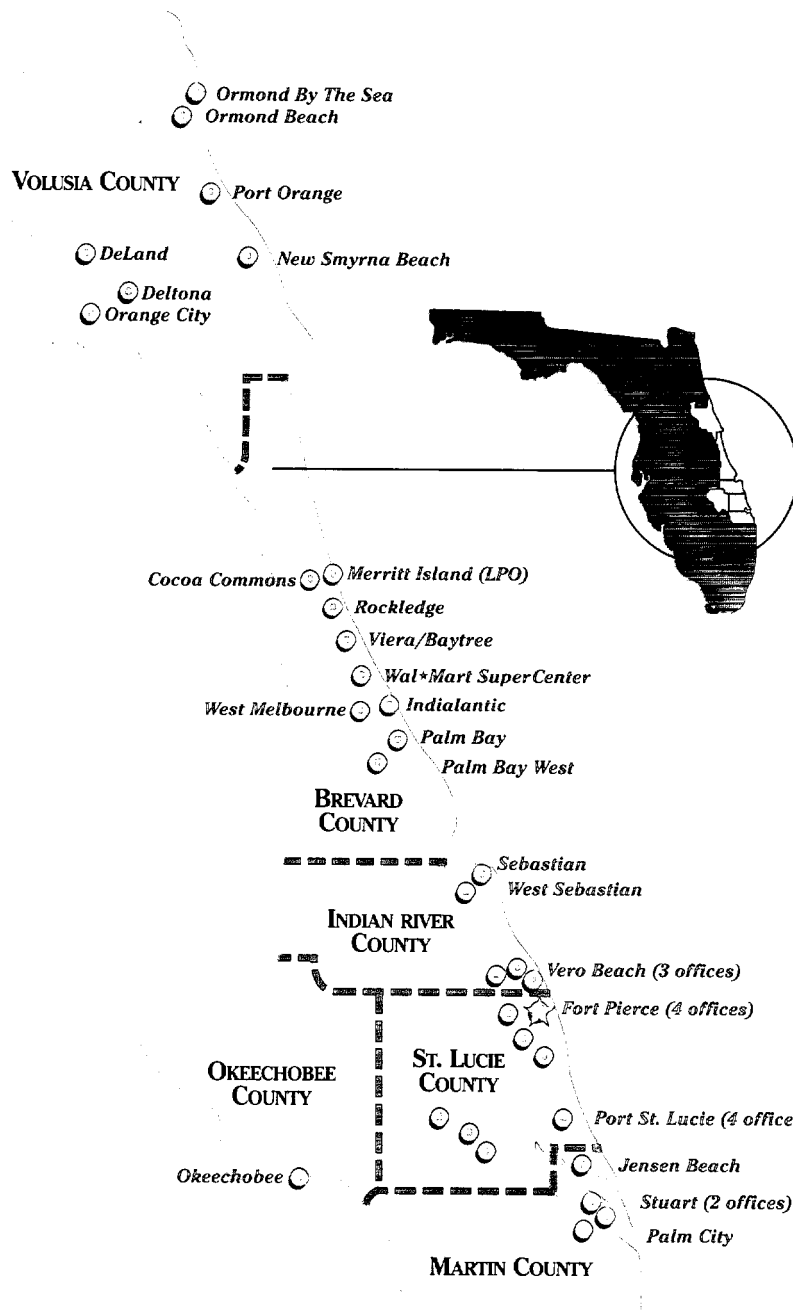 Ormond By The Sea
Ormond Beach
VOLUSIA COUNTY
Port Orange
DeLand
New Smyrna Beach
Deltona
Orange City
Cocoa Commons
Merritt Island (LPO)
Rockledge
Viera/Baytree
Wal★Mart SuperCenter
West Melbourne
Indialantic
Palm Bay
Palm Bay West
BREVARD
COUNTY
Sebastian
West Sebastian
INDIAN RIVER
COUNTY
Vero Beach (3 offices)
Fort Pierce (4 offices)
OKEECHOBEE
COUNTY
ST. LUCIE
COUNTY
Port St. Lucie (4 office
Okeechobee
Jensen Beach
Stuart (2 offices)
Palm City
MARTIN COUNTY